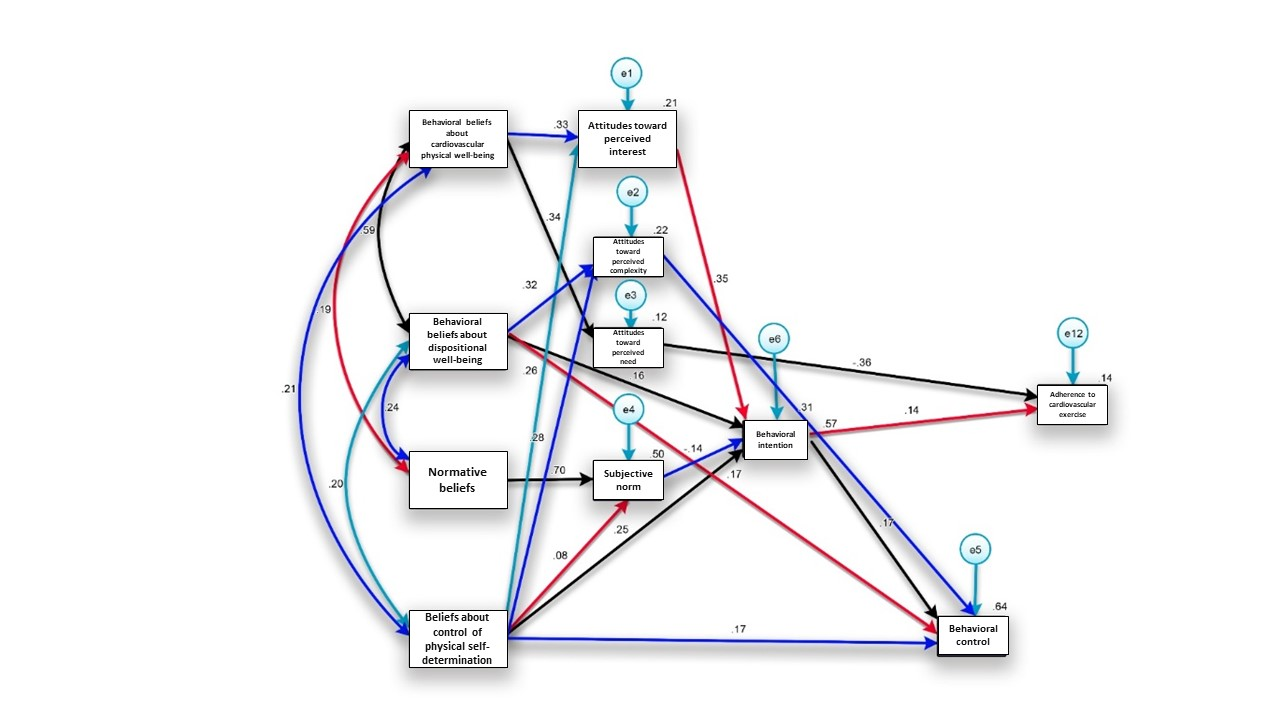 e1
.21
Behavioral beliefs
about
cardiovascular
physical well-being
.33
Attitudes toward
perceived
interest
e2
.34
.59
.22
Attitudes
toward
perceived
complexity
.35
.32
e3
.19
.12
Behavioral
beliefs about
dispositional
well-being
Attitudes
toward
perceived
need
e6
e12
-.36
.26
16
.14
.21
.24
e4
.31
.14
Adherence to
cardiovascular
exercise
.57
Behavioral
intention
.28
-.14
.50
Normative
beliefs
.70
Subjective
norm
.17
.20
.25
.17
.08
e5
.64
Beliefs about
control of
physical self-
determination
.17
Behavioral
control